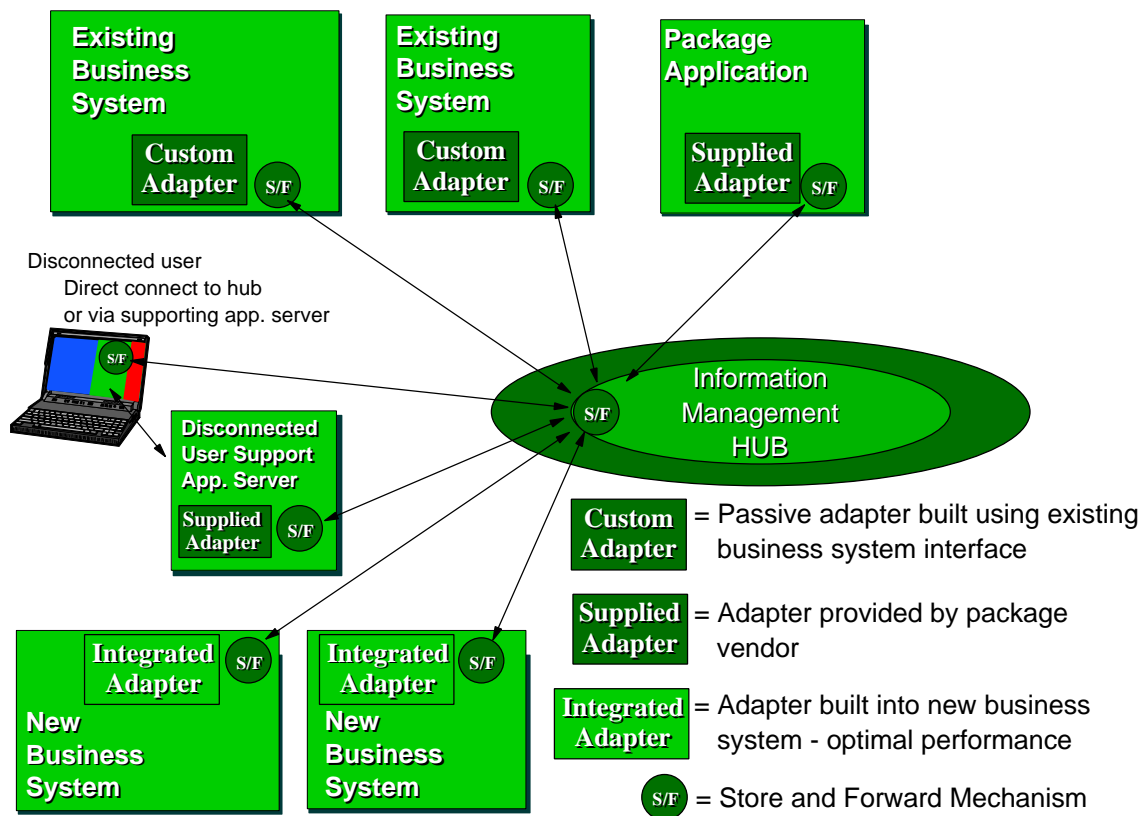 Existing
Business
System
Custom
Adapter
S/F
Existing
Business
System
Custom
Adapter
S/F
Package
Application
Supplied
Adapter
S/F
Disconnected user
Direct connect to hub
or via supporting app. server
S/F
Disconnected
User Support
App. Server
Supplied
Adapter
S/F
Information
Management
HUB
S/F
Integrated
Adapter
S/F
New
Business
System
Integrated
Adapter
S/F
New
Business
System
Custom
Adapter
= Passive adapter built using existing
business system interface
Supplied
Adapter
= Adapter provided by package
vendor
Integrated
Adapter
= Adapter built into new business
system - optimal performance
S/F = Store and Forward Mechanism